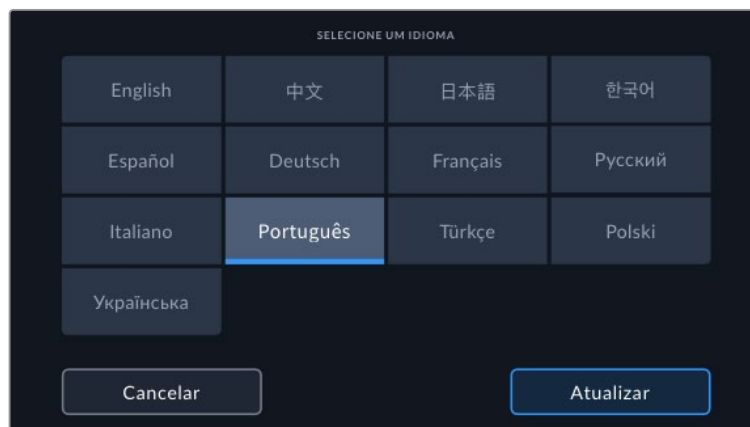 SELECIONE UM IDIOMA
English 中文 日本語 한국어
Español Deutsch Français Русский
Italiano Português Türkçe Polski
Українська
Cancelar Atualizar